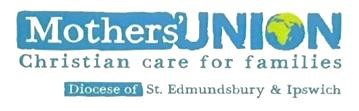 Mothers' UNION
Christian care for families
Diocese of St. Edmundsbury & Ipswich